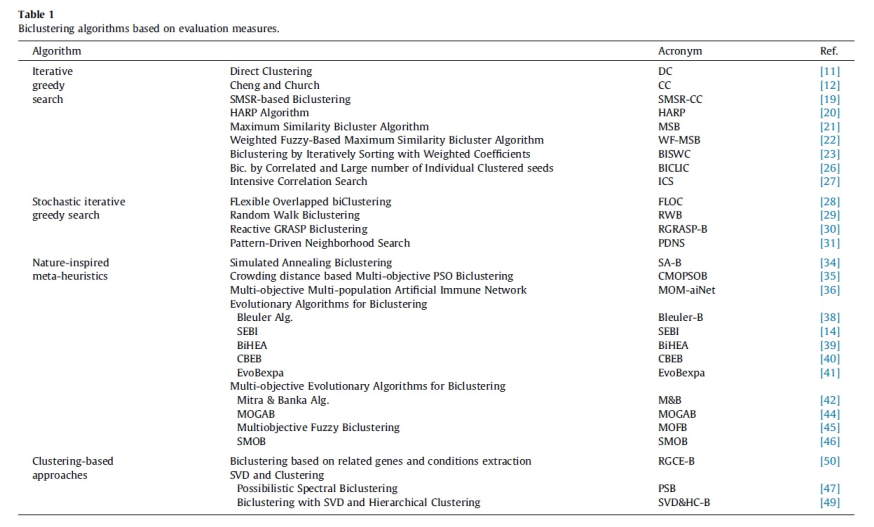 Table 1
Biclustering algorithms based on evaluation measures.
Algorithm Acronym Ref.
Iterative Direct Clustering DC [11]
greedy Cheng and Church CC [12]
search SMSR-based Biclustering SMSR-CC [19]
HARP Algorithm HARP [20]
Maximum Similarity Bicluster Algorithm MSB [21]
Weighted Fuzzy-Based Maximum Similarity Bicluster Algorithm WF-MSB [22]
Biclustering by Iteratively Sorting with Weighted Coefficients BISWC [23]
Bic. by Correlated and Large number of Individual Clustered seeds BICLIC [26]
Intensive Correlation Search ICS [27]
Stochastic iterative FLexible Overlapped biClustering FLOC [28]
greedy search Random Walk Biclustering RWB [29]
Reactive GRASP Biclustering RGRASP-B [30]
Pattern-Driven Neighborhood Search PDNS [31]
Nature-inspired Simulated Annealing Biclustering SA-B [34]
meta-heuristics Crowding distance based Multi-objective PSO Biclustering CMOPSOB [35]
Multi-objective Multi-population Artificial Immune Network MOM-aiNet [36]
Evolutionary Algorithms for Biclustering
Bleuler Alg. Bleuler-B [38]
SEBI SEBI [14]
BiHEA BiHEA [39]
CBEB CBEB [40]
EvoBexpa EvoBexpa [41]
Multi-objective Evolutionary Algorithms for Biclustering
Mitra & Banka Alg. M&B [42]
MOGAB MOGAB [44]
Multiobjective Fuzzy Biclustering MOFB [45]
SMOB SMOB [46]
Clustering-based Biclustering based on related genes and conditions extraction RGCE-B [50]
approaches SVD and Clustering
Possibilistic Spectral Biclustering PSB [47]
Biclustering with SVD and Hierarchical Clustering SVD&HC-B [49]